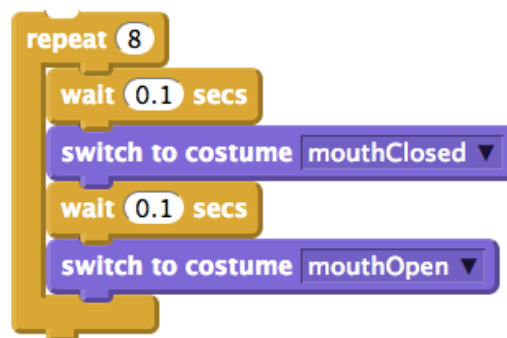 repeat 8
wait 0.1 secs
switch to costume mouthClosed
wait 0.1 secs
switch to costume mouthOpen